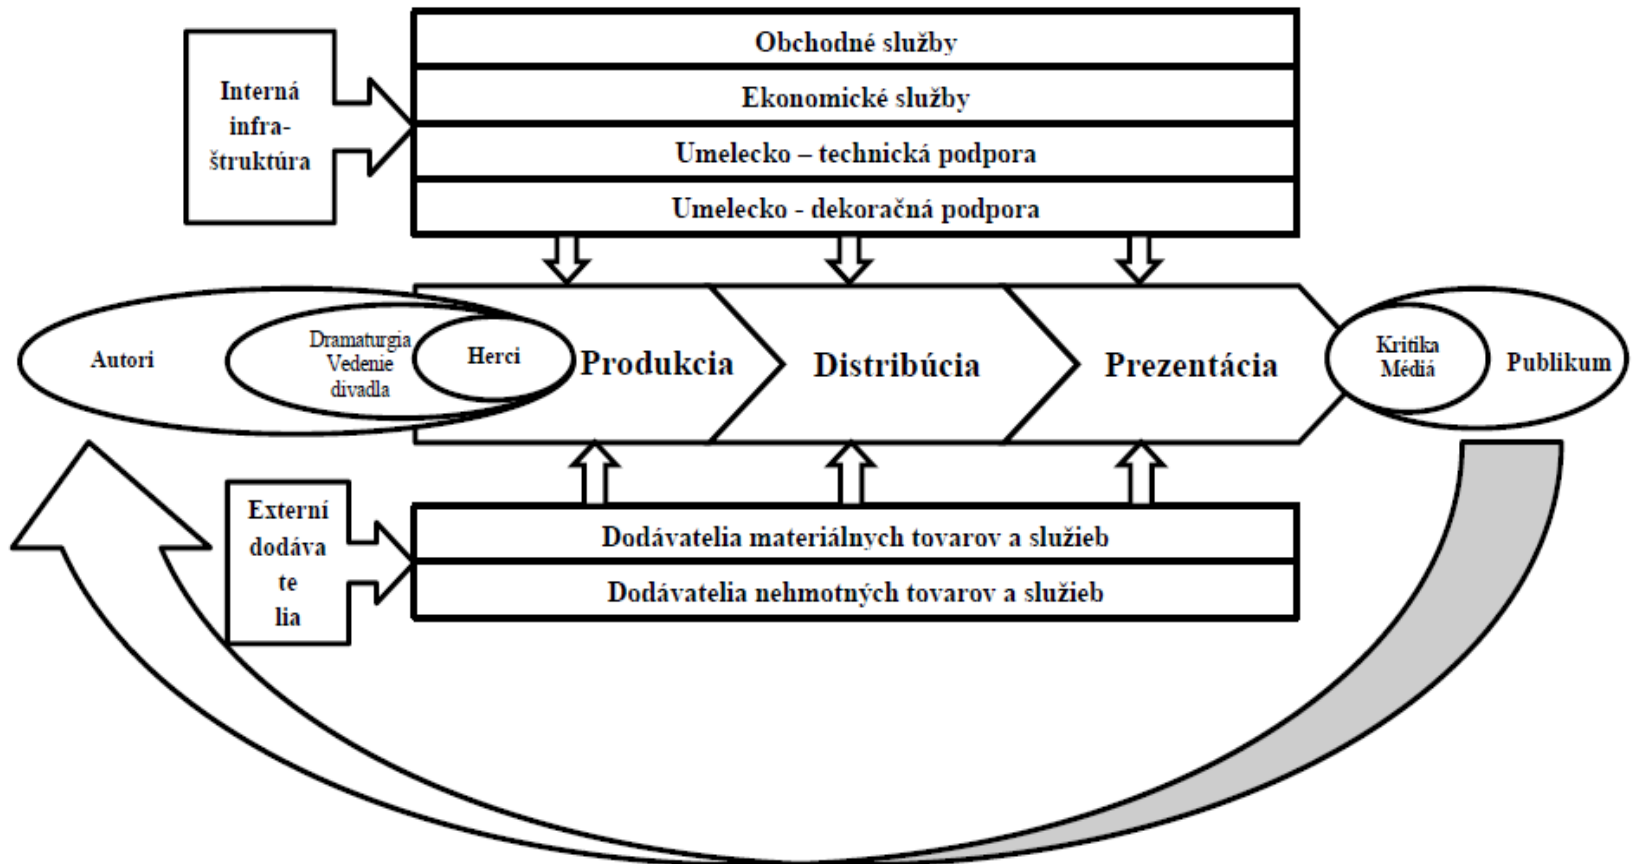 Obchodné služby
Interná
infra-
štruktúra
Ekonomické služby
Umelecko – technická podpora
Umelecko - dekoračná podpora
Autori
Dramaturgia
Vedenie
divadla
Herci
Produkcia
Distribúcia
Prezentácia
Kritika
Médiá
Publikum
Externí
dodáva
te
lia
Dodávatelia materiálnych tovarov a služieb
Dodávatelia nehmotných tovarov a služieb